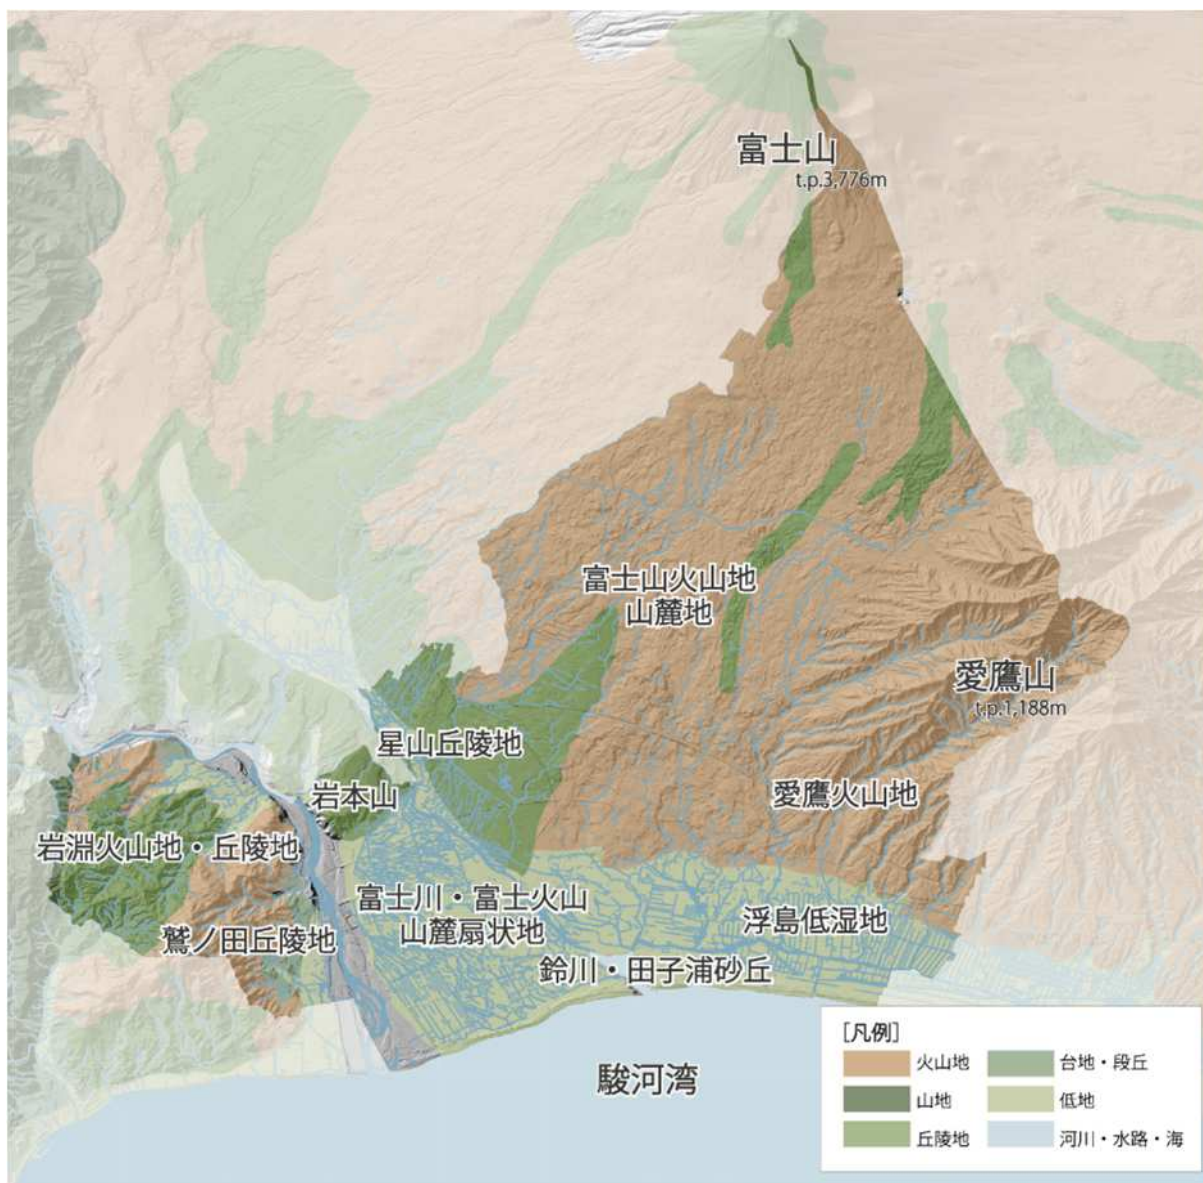 富士山
t.p.3,776m
富士山火山地
山麓地
愛鷹山
t.p.1,188m
星山丘陵地
岩本山
愛鷹火山地
岩淵火山地・丘陵地
富士川・富士火山
山麓扇状地
浮島低湿地
鷲ノ田丘陵地
鈴川・田子浦砂丘
駿河湾
[凡例]
火山地
台地・段丘
山地
低地
丘陵地
河川・水路・海